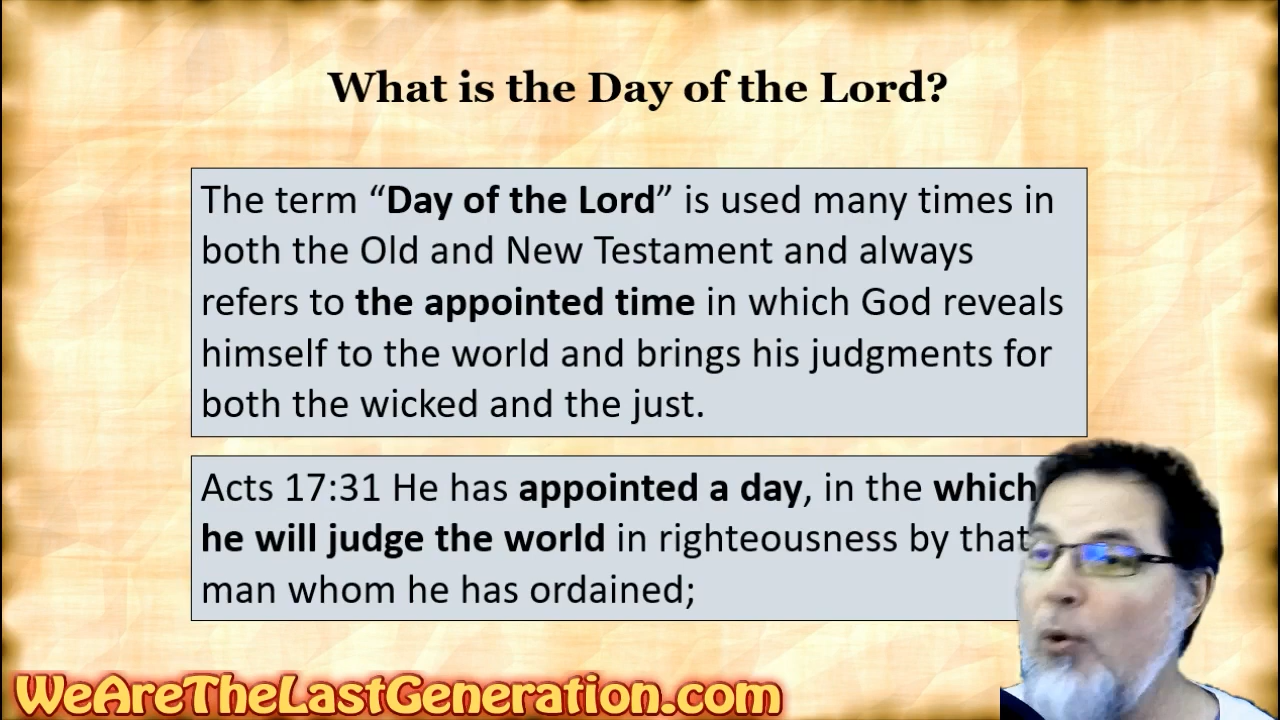 What is the Day of the Lord?
The term “Day of the Lord” is used many times in
both the Old and New Testament and always
refers to the appointed time in which God reveals
himself to the world and brings his judgments for
both the wicked and the just.
Acts 17:31 He has appointed a day, in the which
he will judge the world in righteousness by that
man whom he has ordained;
WeAreTheLastGeneration.com